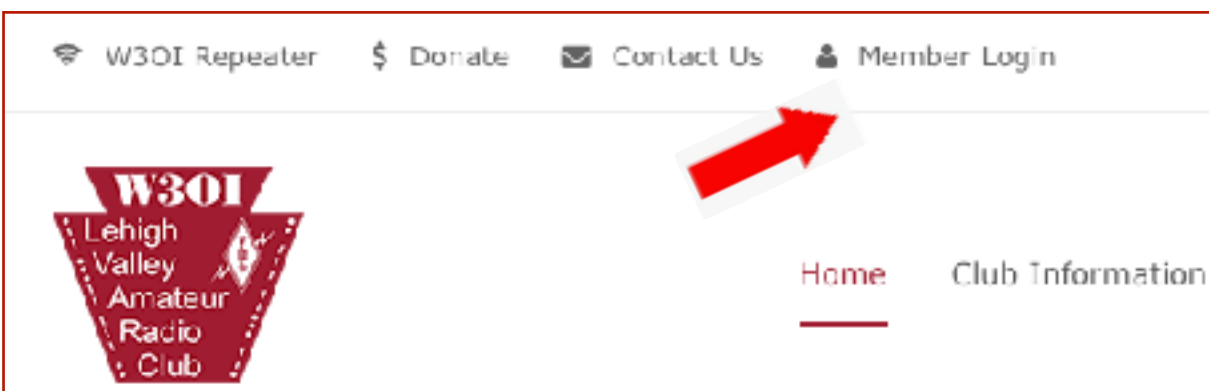 W3OI Repeater $ Donate Contact Us Member Login
W3OI
Lehigh
Valley
Amateur
Radio
Club
Home Club Information